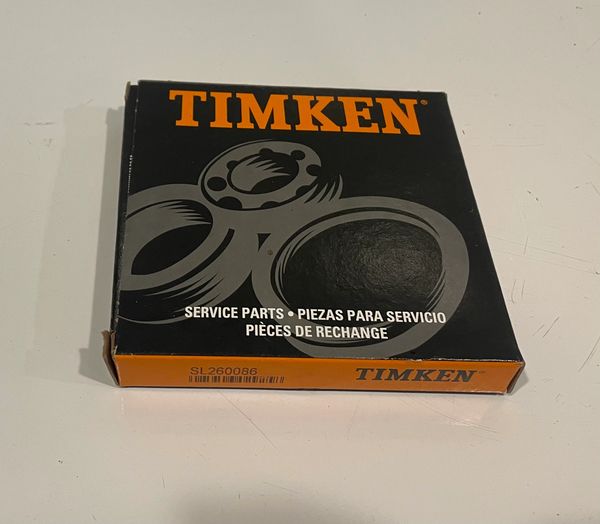 TIMKEN®
SERVICE PARTS • PIEZAS PARA SERVICIO
PIÈCES DE RECHANGE
SL260086
TIMKEN